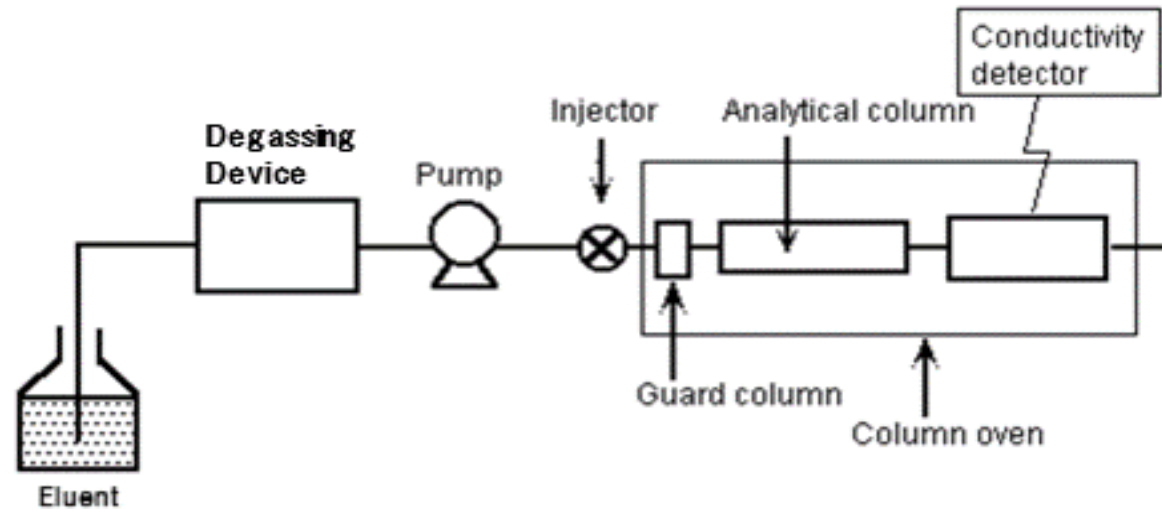 Conductivity
detector
Injector
Analytical column
Degassing
Device
Pump
Guard column
Column oven
Eluent